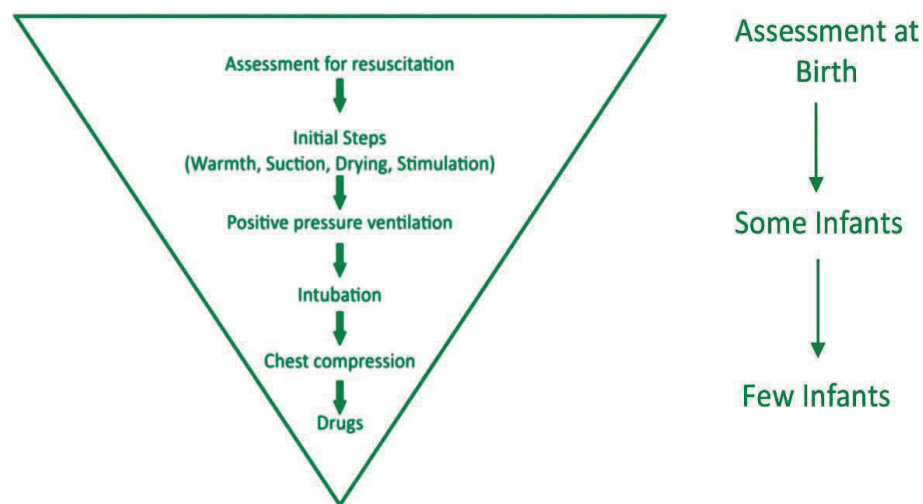 Assessment for resuscitation
Initial Steps
(Warmth, Suction, Drying, Stimulation)
Positive pressure ventilation
Intubation
Chest compression
Drugs
Assessment at
Birth
Some Infants
Few Infants